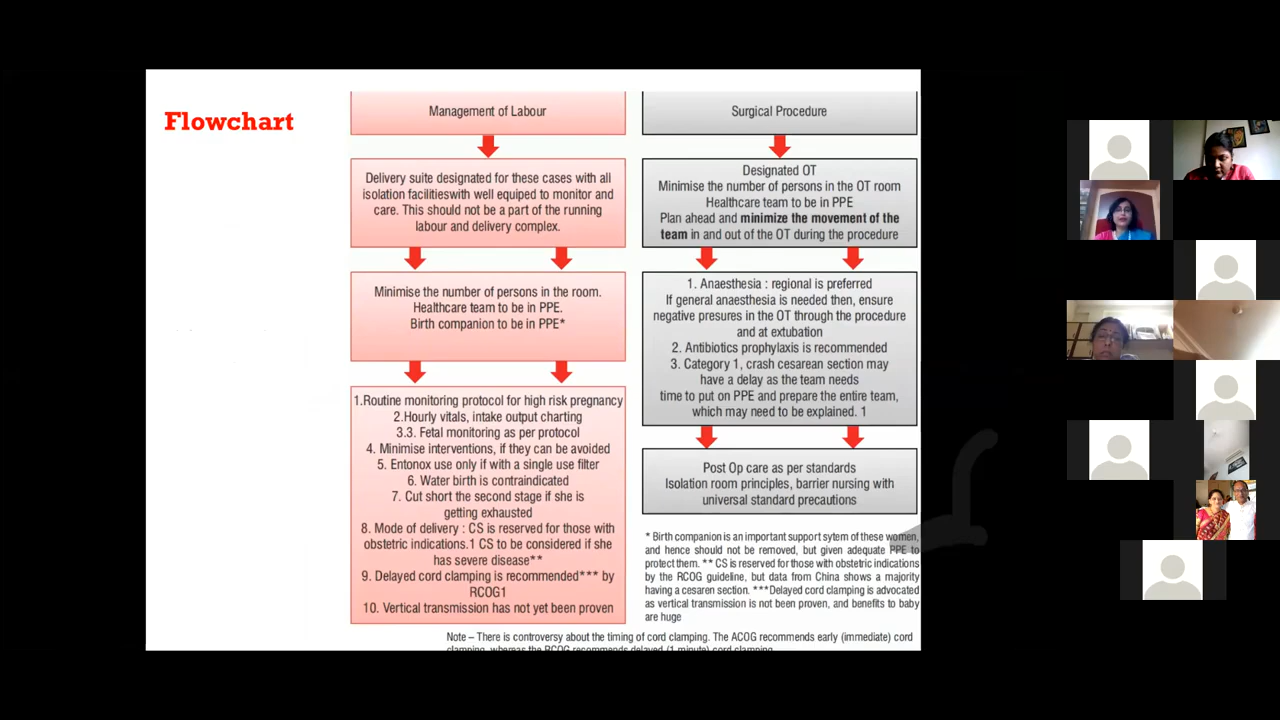 Flowchart
Management of Labour
Delivery suite designated for these cases with all
isolation facilitieswith well equiped to monitor and
care. This should not be a part of the running
labour and delivery complex.
Minimise the number of persons in the room.
Healthcare team to be in PPE.
Birth companion to be in PPE*
1.Routine monitoring protocol for high risk pregnancy
2.Hourly vitals, intake output charting
3.3. Fetal monitoring as per protocol
4. Minimise interventions, if they can be avoided
5. Entonox use only if with a single use filter
6. Water birth is contraindicated
7. Cut short the second stage if she is
getting exhausted
8. Mode of delivery : CS is reserved for those with
obstetric indications.1 CS to be considered if she
has severe disease**
9. Delayed cord clamping is recommended*** by
RCOG1
10. Vertical transmission has not yet been proven
Surgical Procedure
Designated OT
Minimise the number of persons in the OT room
Healthcare team to be in PPE
Plan ahead and minimize the movement of the
team in and out of the OT during the procedure
1. Anaesthesia : regional is preferred
If general anaesthesia is needed then, ensure
negative presures in the OT through the procedure
and at extubation
2. Antibiotics prophylaxis is recommended
3. Category 1, crash cesarean section may
have a delay as the team needs
time to put on PPE and prepare the entire team,
which may need to be explained. 1
Post Op care as per standards
Isolation room principles, barrier nursing with
universal standard precautions
* Birth companion is an important support sytem of these women,
and hence should not be removed, but given adequate PPE to
protect them. ** CS is reserved for those with obstetric indications
by the RCOG guideline, but data from China shows a majority
having a cesaren section. ***Delayed cord clamping is advocated
as vertical transmission is not been proven, and benefits to baby
are huge
Note – There is controversy about the timing of cord clamping. The ACOG recommends early (immediate) cord
clamping, whereas the RCOG recommends delayed (1 minute) cord clamping